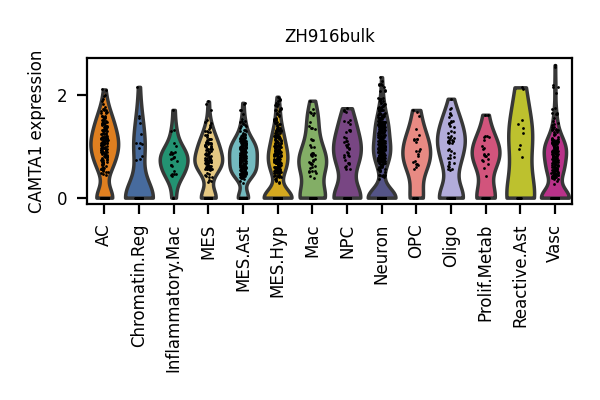 ZH916bulk
CAMTA1 expression
2
0
AC
Chromatin.Reg
Inflammatory.Mac
MES
MES.Ast
MES.Hyp
Mac
NPC
Neuron
OPC
Oligo
Prolif.Metab
Reactive.Ast
Vasc